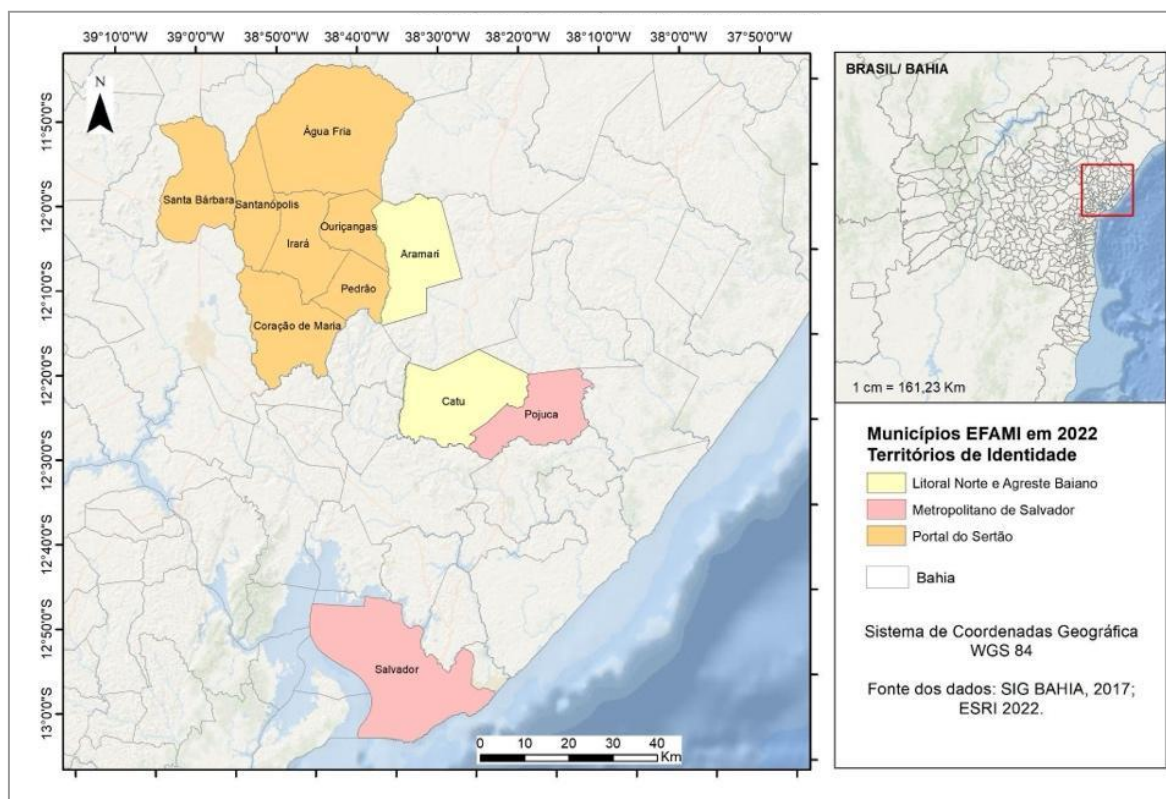 39°10'0"W 39°0'0"W 38°50'0"W 38°40'0"W 38°30'0"W 38°20'0"W 38°10'0"W 38°0'0"W 37°50'0"W
N
11°50'0"S
12°0'0"S
12°10'0"S
12°20'0"S
12°30'0"S
12°40'0"S
12°50'0"S
13°0'0"S
Água Fria
Santa Bárbara
Santanópolis
Ouriçangas
Irará
Aramari
Pedrão
Coração de Maria
Catu
Pojuca
Salvador
0 10 20 30 40
Km
BRASIL/ BAHIA
1 cm = 161,23 Km
Municípios EFAMI em 2022
Territórios de Identidade
Litoral Norte e Agreste Baiano
Metropolitano de Salvador
Portal do Sertão
Bahia
Sistema de Coordenadas Geográfica
WGS 84
Fonte dos dados: SIG BAHIA, 2017;
ESRI 2022.